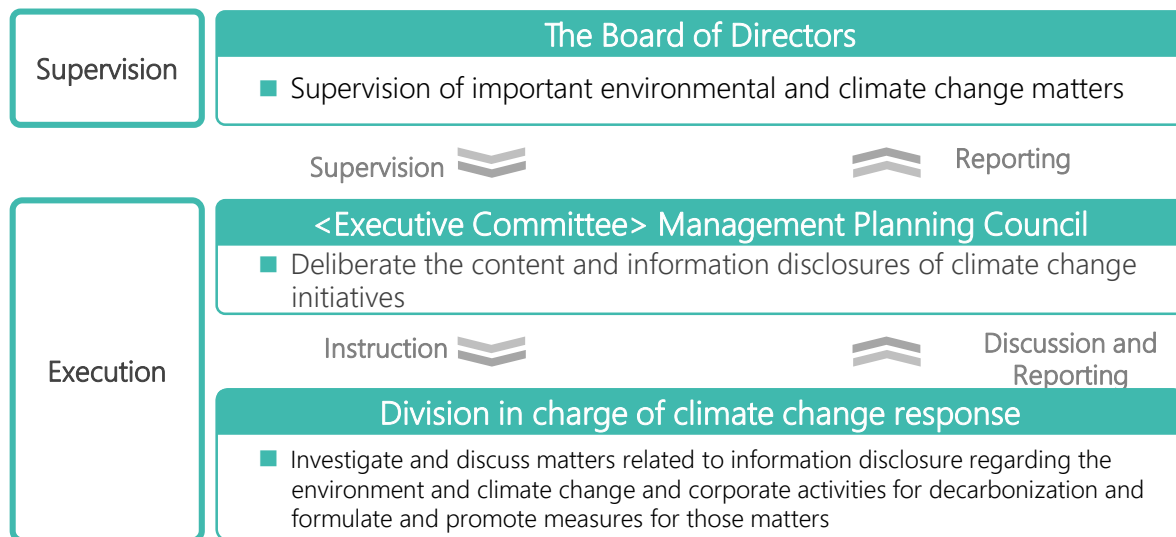 Supervision
The Board of Directors
Supervision of important environmental and climate change matters
Supervision
Reporting
Execution
<Executive Committee> Management Planning Council
Deliberate the content and information disclosures of climate change
initiatives
Instruction
Discussion and
Reporting
Division in charge of climate change response
Investigate and discuss matters related to information disclosure regarding the
environment and climate change and corporate activities for decarbonization and
formulate and promote measures for those matters